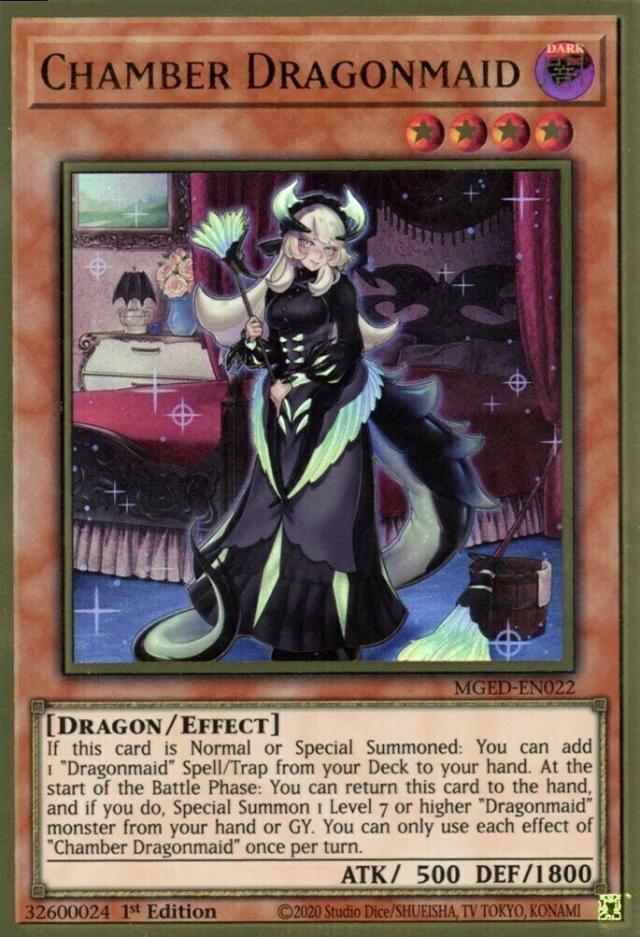 CHAMBER DRAGONMAID
DARK
闇
MGED-EN022
[DRAGON/EFFECT]
If this card is Normal or Special Summoned: You can add
1 "Dragonmaid" Spell/Trap from your Deck to your hand. At the
start of the Battle Phase: You can return this card to the hand,
and if you do, Special Summon 1 Level 7 or higher "Dragonmaid"
monster from your hand or GY. You can only use each effect of
"Chamber Dragonmaid" once per turn.
ATK/ 500 DEF/1800
32600024 1st Edition ©2020 Studio Dice/SHUEISHA, TV TOKYO, KONAMI